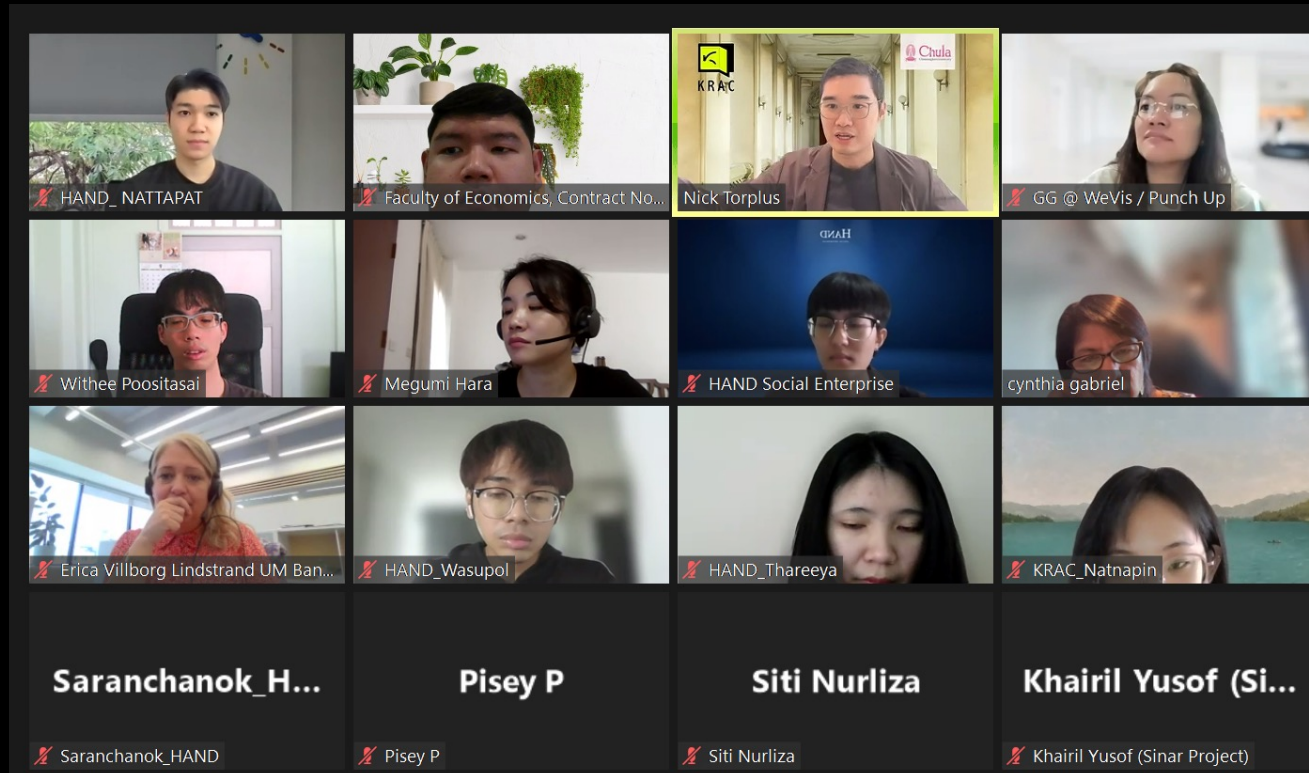 KRAC
Chula
HAND_ NATTAPAT
Faculty of Economics, Contract No...
Nick Torplus
GG @ WeVis / Punch Up
HAND
Withee Poositasai
Megumi Hara
HAND Social Enterprise
cynthia gabriel
Erica Villborg Lindstrand UM Ban...
HAND_Wasupol
HAND_Thareeya
KRAC_Natnapin
Saranchanok_H...
Pisey P
Siti Nurliza
Khairil Yusof (Si...
Saranchanok_HAND
Pisey P
Siti Nurliza
Khairil Yusof (Sinar Project)